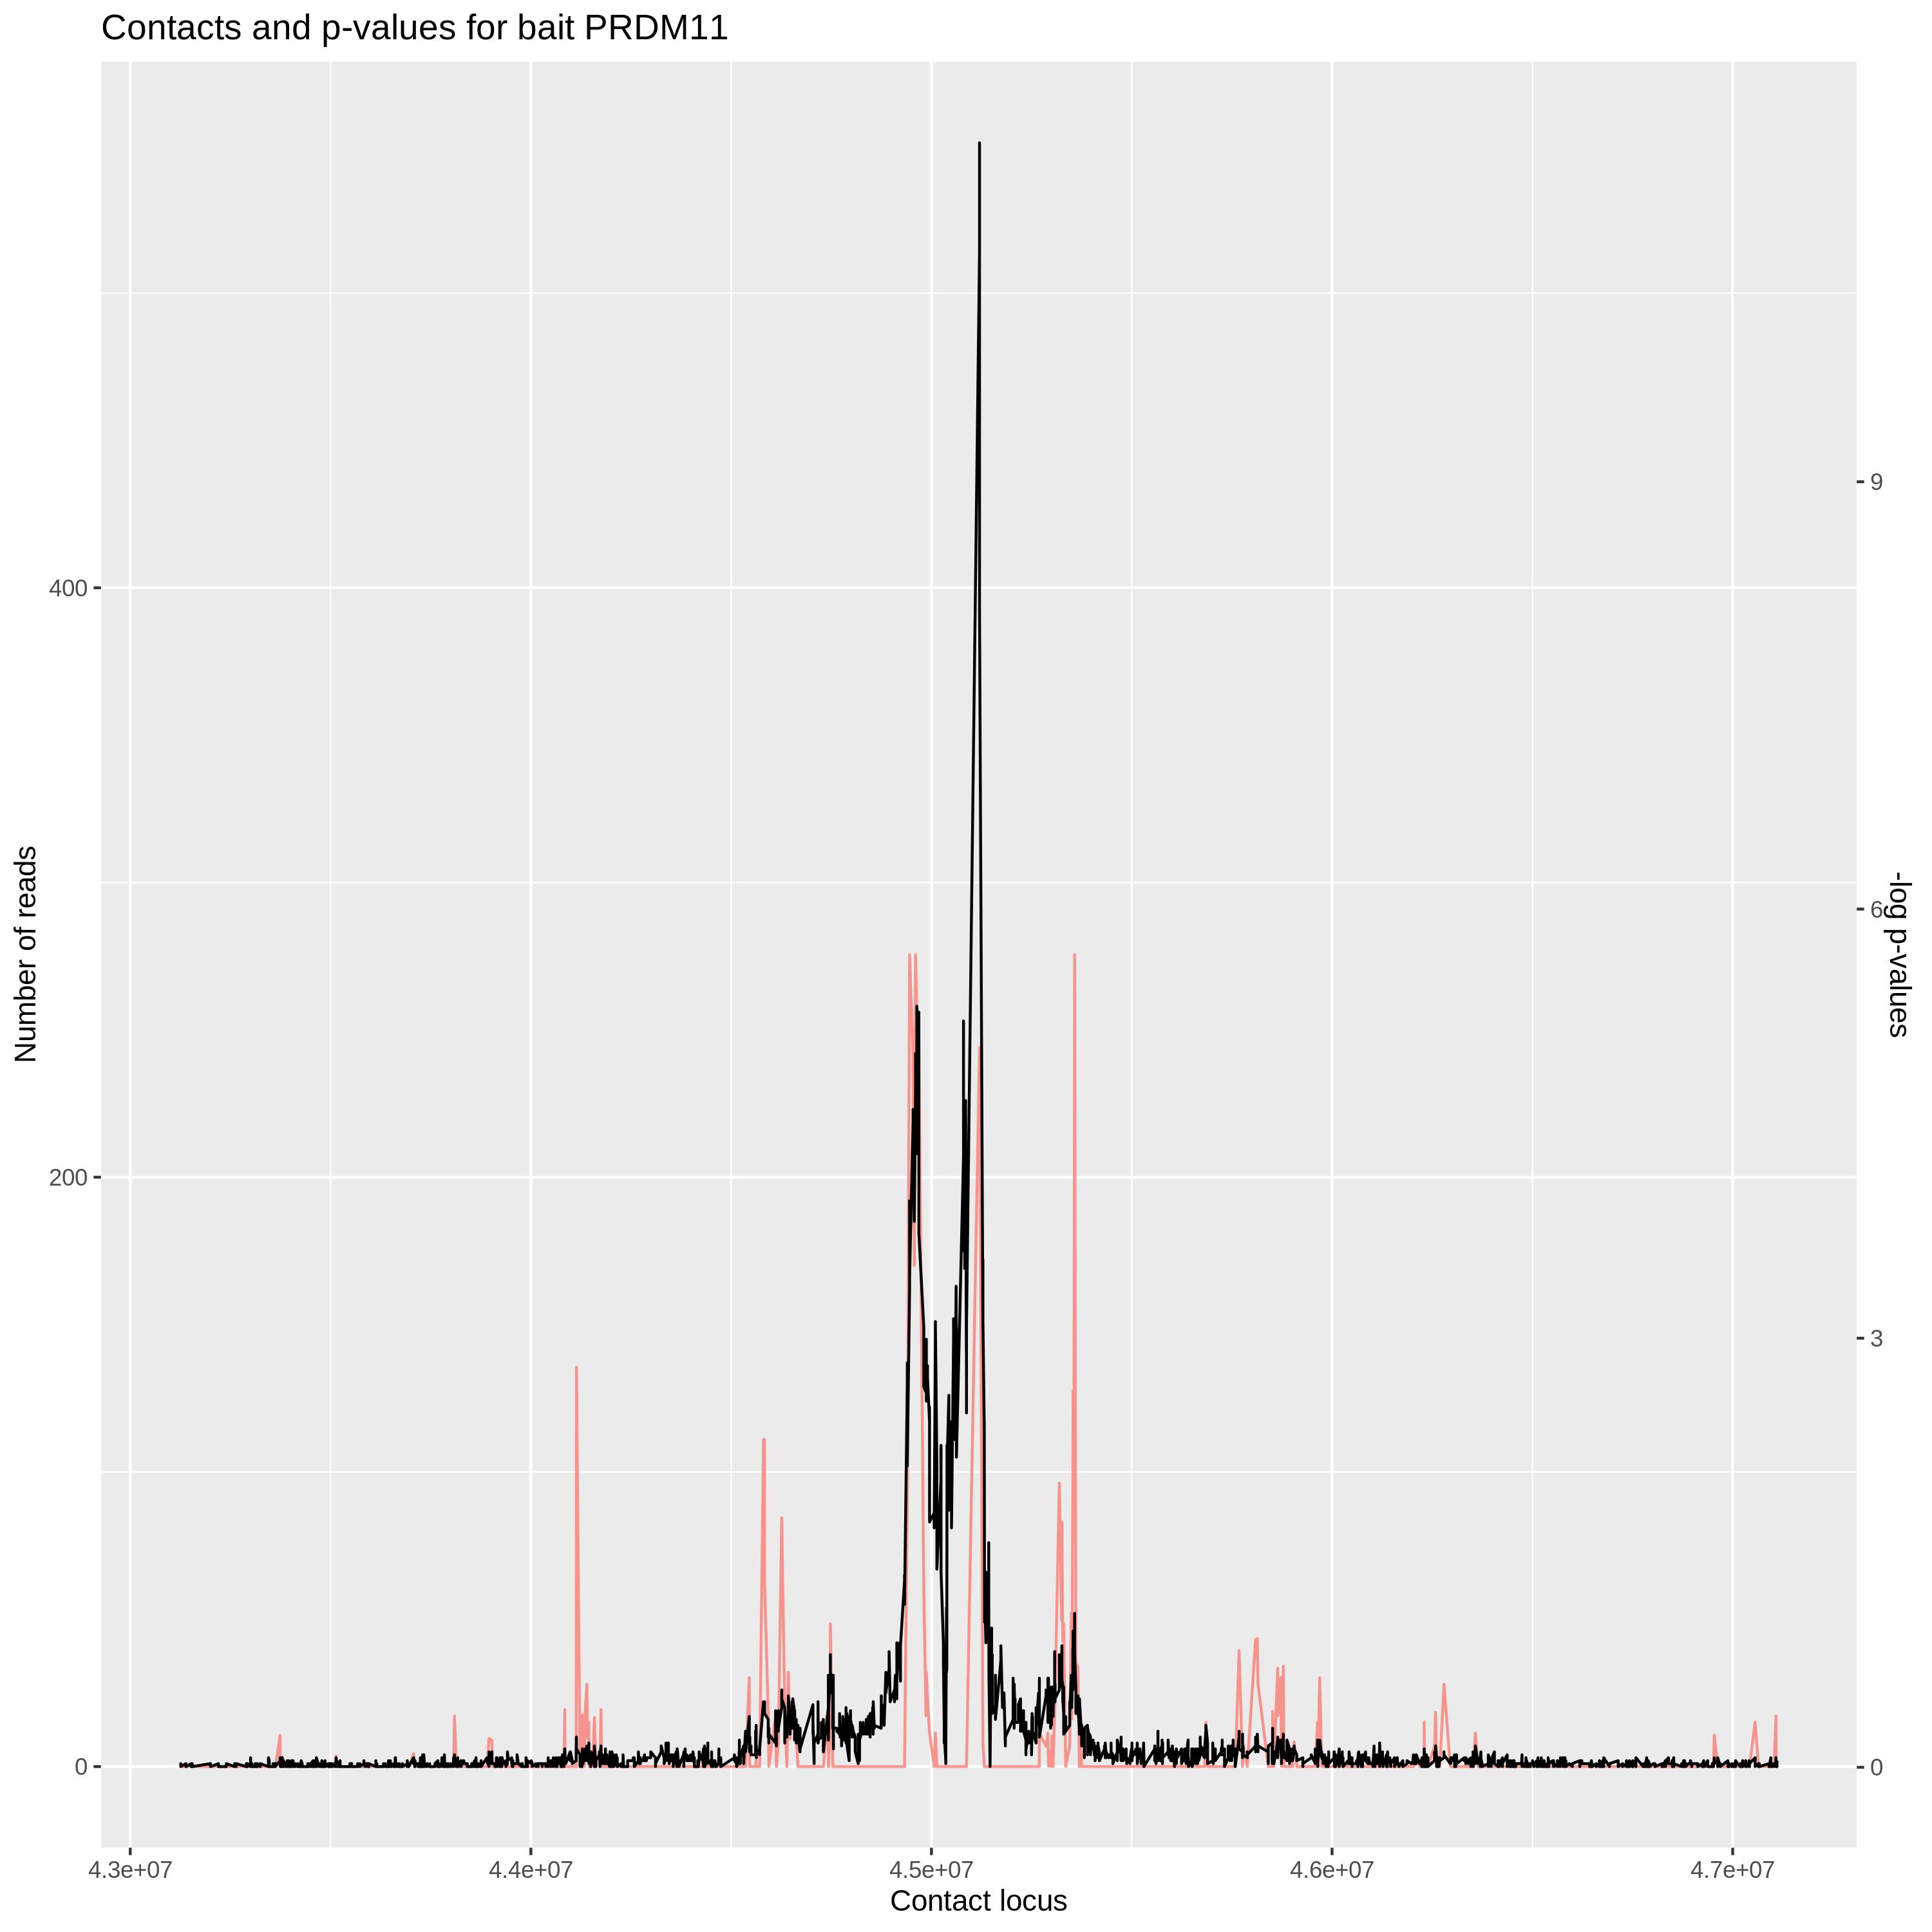 Contacts and p-values for bait PRDM11
Number of reads
400
200
0
9
6
3
0
-log p-values
4.3e+07
4.4e+07
4.5e+07
4.6e+07
4.7e+07
Contact locus